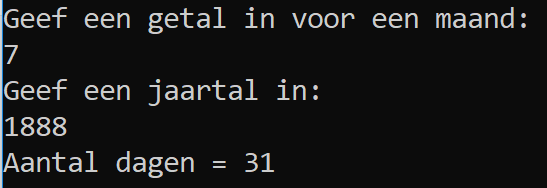 Geef een getal in voor een maand:
7
Geef een jaartal in:
1888
Aantal dagen = 31